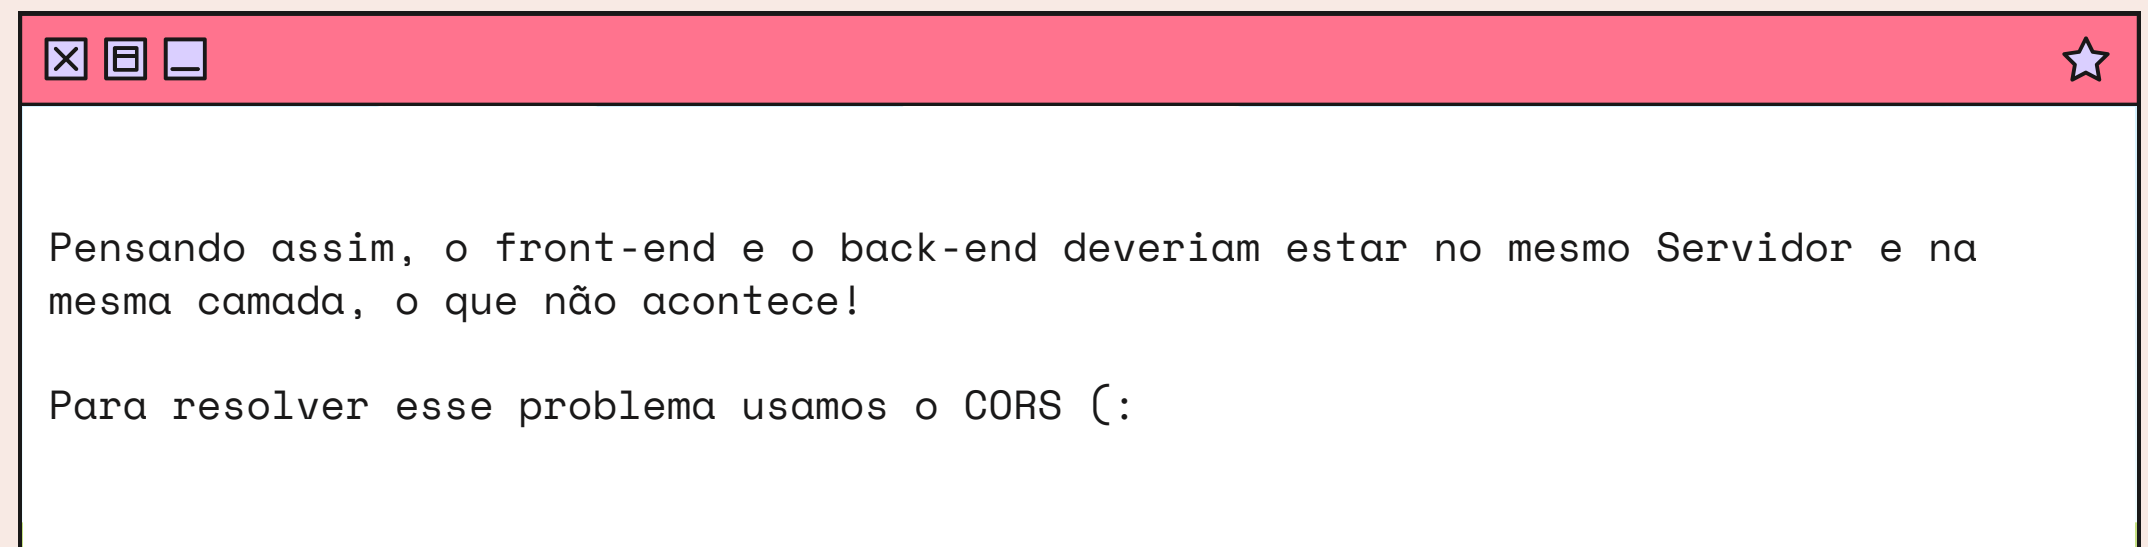 Pensando assim, o front-end e o back-end deveriam estar no mesmo Servidor e na
mesma camada, o que não acontece!
Para resolver esse problema usamos o CORS (: